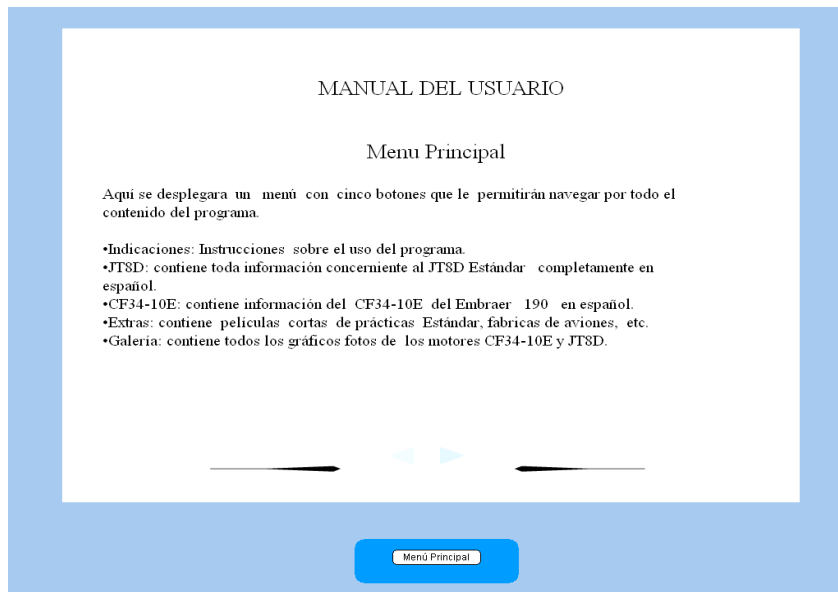 MANUAL DEL USUARIO
Menu Principal
Aquí se desplegara un menú con cinco botones que le permitirán navegar por todo el
contenido del programa.
•Indicaciones: Instrucciones sobre el uso del programa.
•JT8D: contiene toda información concerniente al JT8D Estándar completamente en
español.
•CF34-10E: contiene información del CF34-10E del Embraer 190 en español.
•Extras: contiene películas cortas de prácticas Estándar, fabricas de aviones, etc.
•Galería: contiene todos los gráficos fotos de los motores CF34-10E y JT8D.
Menú Principal